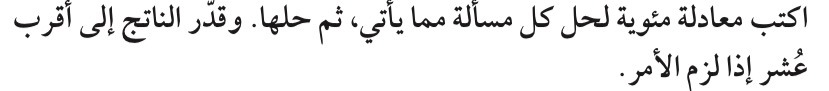 اكتب معادلة مئوية لحل كل مسألة مما يأتي، ثم حلها. وقدّر الناتج إلى أقرب
عُشر إذا لزم الأمر.